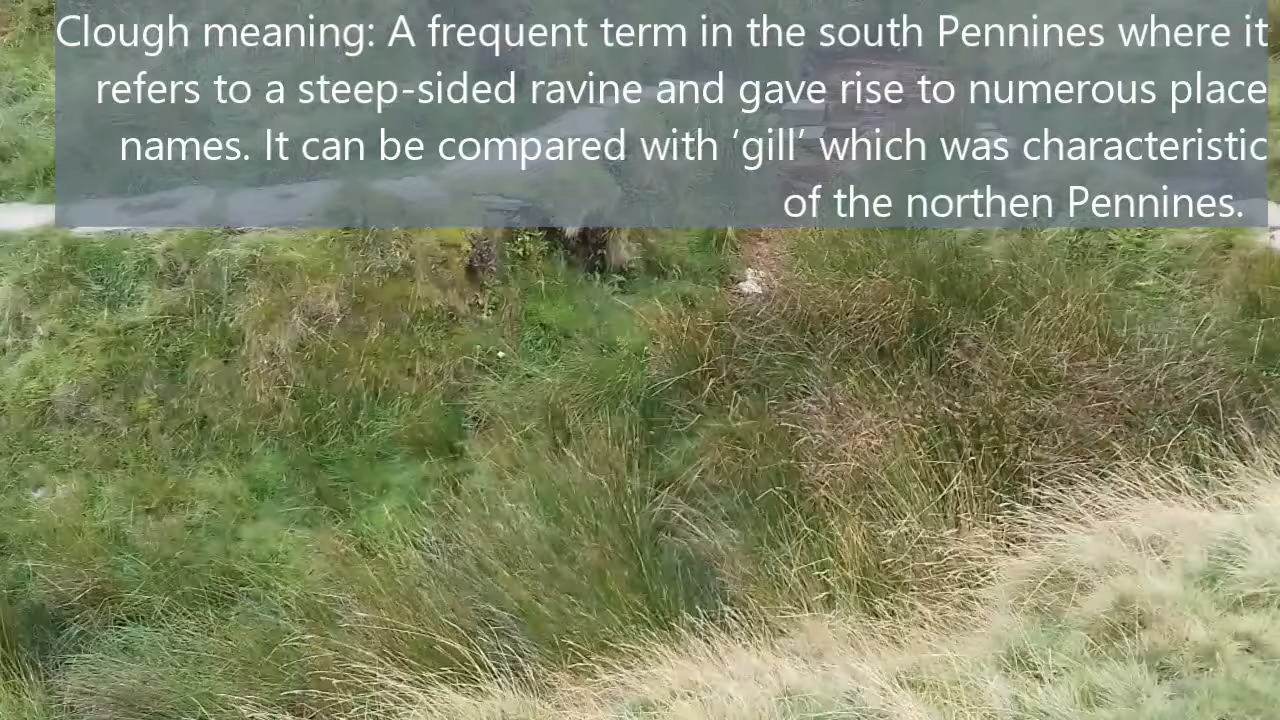 Clough meaning: A frequent term in the south Pennines where it
refers to a steep-sided ravine and gave rise to numerous place
names. It can be compared with ‘gill’ which was characteristic
of the northen Pennines.